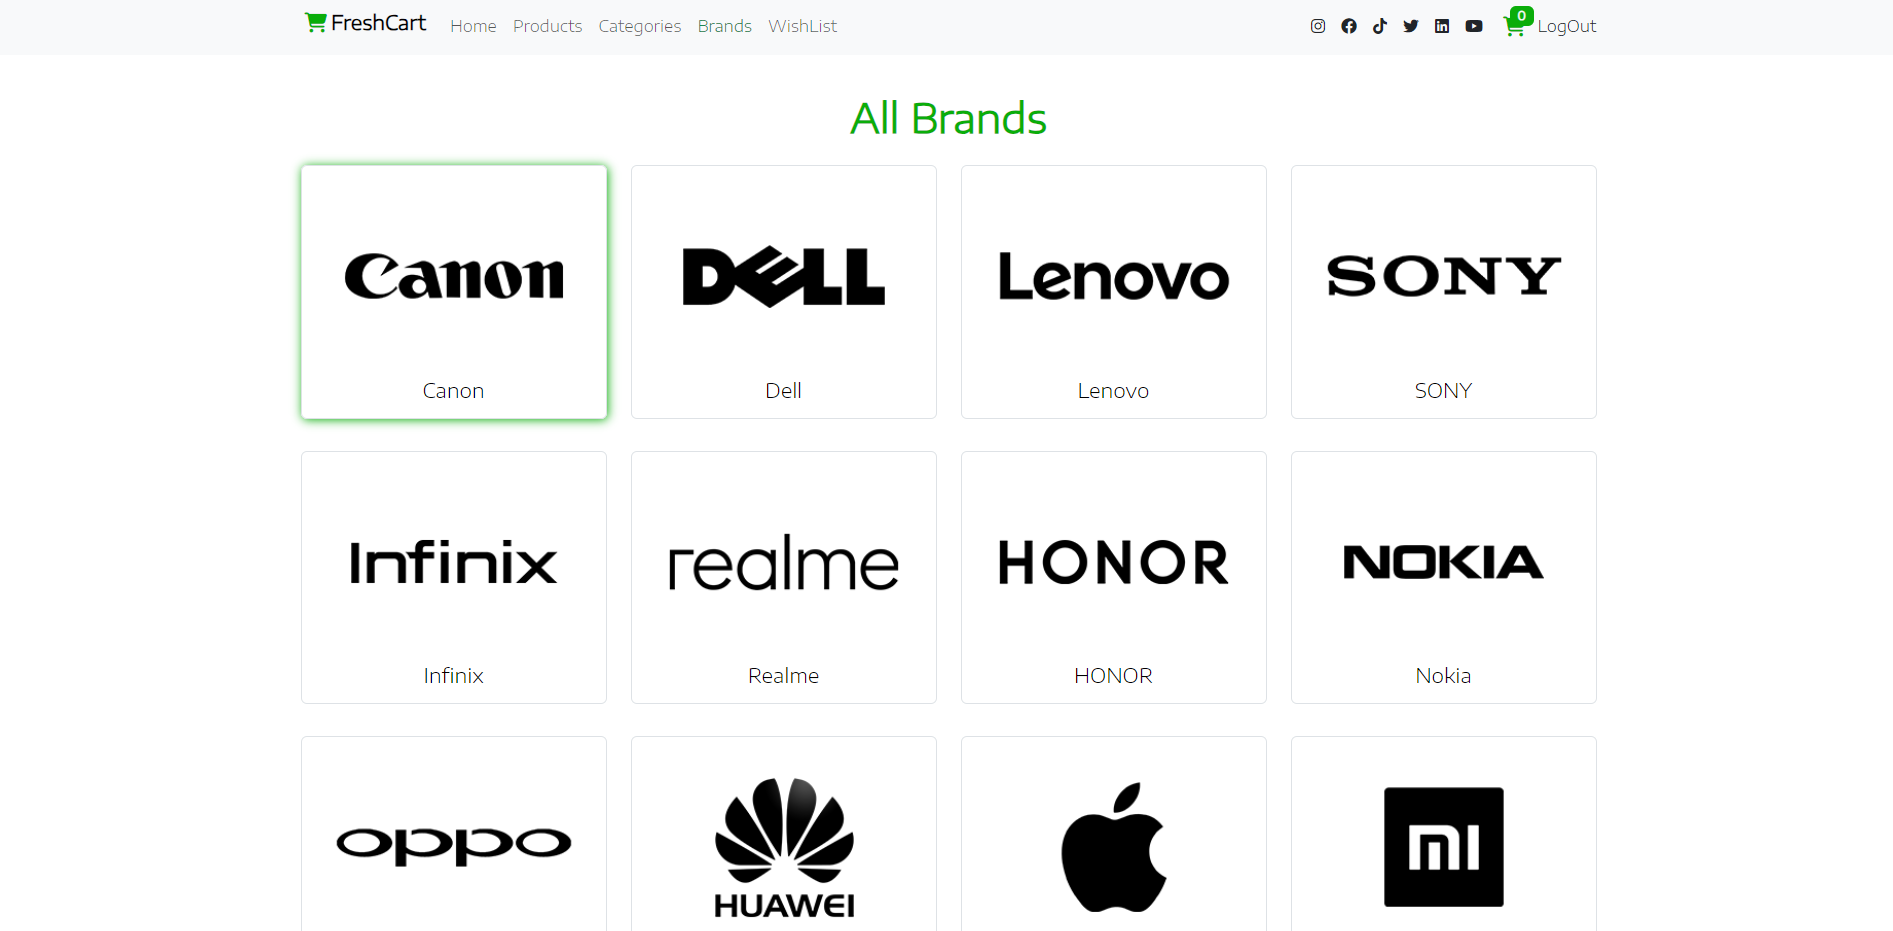 FreshCart Home Products Categories Brands WishList 0 LogOut
All Brands
Canon DELL Lenovo SONY
Canon Dell Lenovo SONY
Infinix realme HONOR NOKIA
Infinix Realme HONOR Nokia
oppo HUAWEI mi